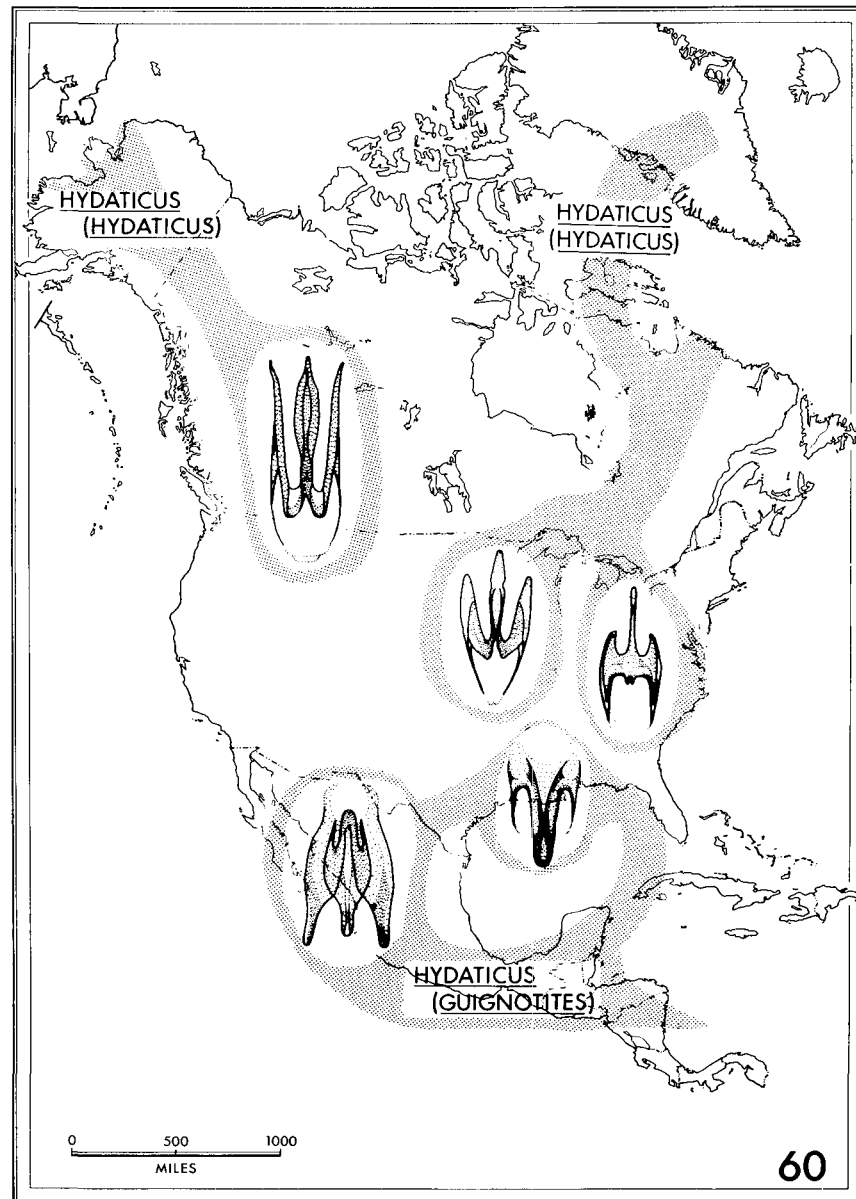 HYDATICUS
(HYDATICUS)
HYDATICUS
(HYDATICUS)
HYDATICUS
(GUIGNOTITES)
0 500 1000
MILES
60